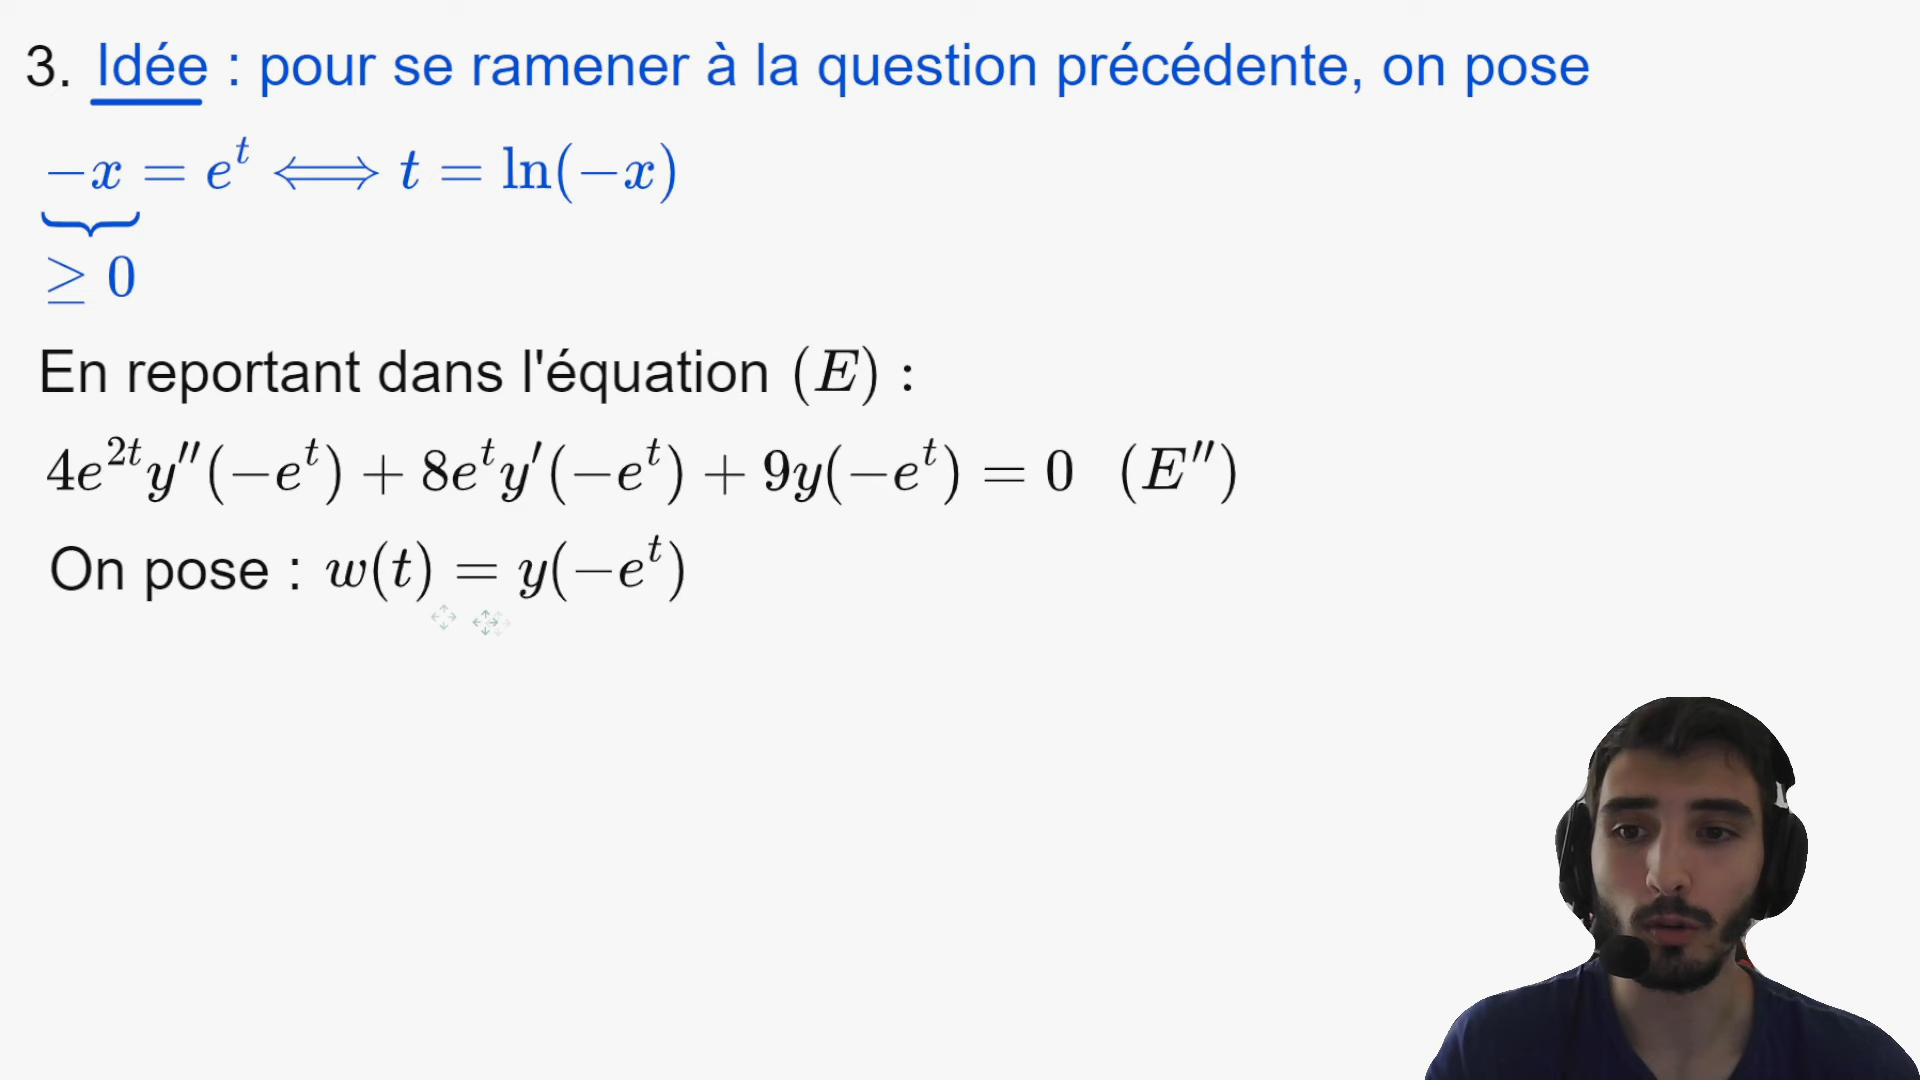 3. Idée : pour se ramener à la question précédente, on pose
−x = e^t ⟺ t = ln(−x)
≥ 0
En reportant dans l'équation (E) :
4e^{2t}y″(−e^t) + 8e^t y′(−e^t) + 9y(−e^t) = 0 (E″)
On pose : w(t) = y(−e^t)